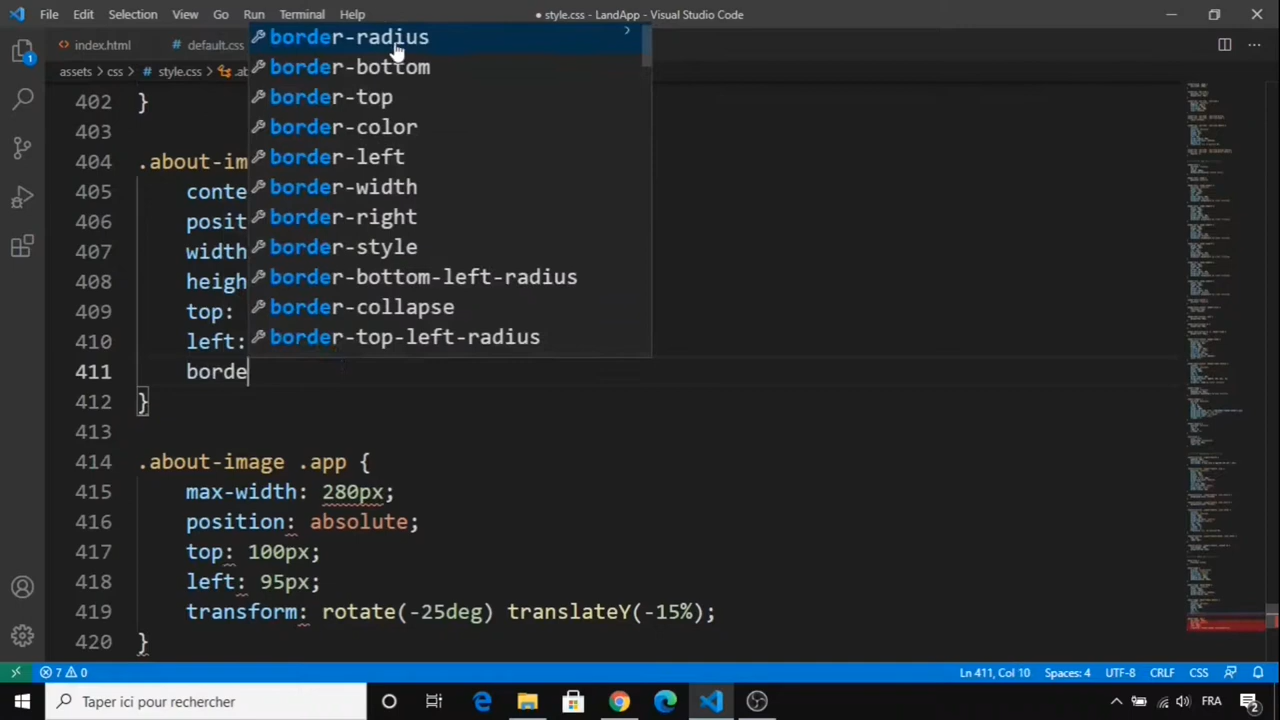 File Edit Selection View Go Run Terminal Help ● style.css - LandApp - Visual Studio Code
index.html # default.css
assets > css > # style.css > .ab
border-radius
border-bottom
border-top
border-color
border-left
border-width
border-right
border-style
border-bottom-left-radius
border-collapse
border-top-left-radius
402 }
403
404 .about-im
405 conte
406 posit
407 width
408 heigh
409 top:
410 left:
411 borde
412 }
413
414 .about-image .app {
415 max-width: 280px;
416 position: absolute;
417 top: 100px;
418 left: 95px;
419 transform: rotate(-25deg) translateY(-15%);
420 }
1
7 0 Ln 411, Col 10 Spaces: 4 UTF-8 CRLF CSS
Taper ici pour rechercher FRA 2